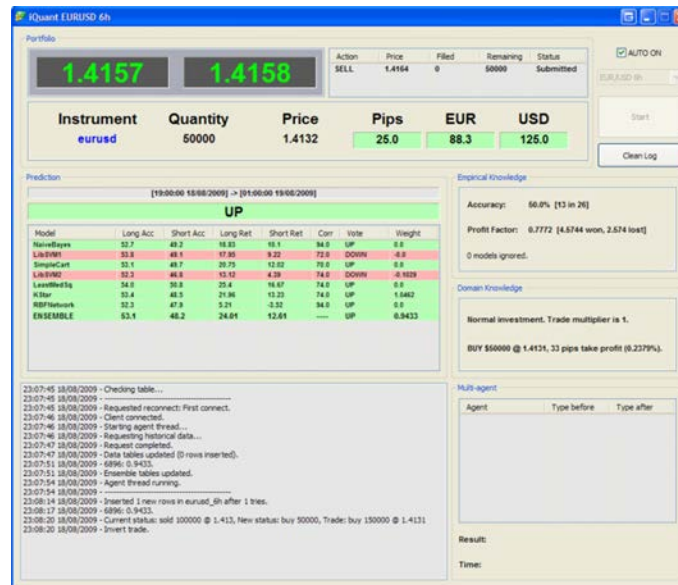 iQuant EURUSD 6h
Portfolio
1.4157 1.4158
Action Price Filled Remaining Status
SELL 1.4164 0 50000 Submitted
AUTO ON
EURUSD 6h
Start
Clean Log
Instrument Quantity Price Pips EUR USD
eurusd 50000 1.4132 25.0 88.3 125.0
Prediction
[19:00:00 18/08/2009] -> [01:00:00 19/08/2009]
UP
Model Long Acc Short Acc Long Ret Short Ret Corr Vote Weight
NaiveBayes 52.7 49.2 18.83 10.1 94.0 UP 0.0
LibSVM1 53.8 49.1 17.95 9.22 72.0 DOWN -0.0
SimpleCart 53.1 49.7 20.75 12.02 70.0 UP 0.0
LibSVM2 52.3 46.8 13.12 4.39 74.0 DOWN -0.1029
LeastMedSq 54.0 50.8 25.4 16.67 74.0 UP 0.0
KStar 53.4 48.5 21.96 13.23 74.0 UP 1.0462
RBFNetwork 52.3 47.9 5.21 -3.52 94.0 UP 0.0
ENSEMBLE 53.1 48.2 24.01 12.61 ---- UP 0.9433
Empirical Knowledge
Accuracy: 50.0% [13 in 26]
Profit Factor: 0.7772 [4.5744 won, 2.574 lost]
0 models ignored.
Domain Knowledge
Normal investment. Trade multiplier is 1.
BUY $50000 @ 1.4131, 33 pips take profit (0.2379%).
23:07:45 18/08/2009 - Checking table...
23:07:45 18/08/2009 - ----------------------------------------
23:07:45 18/08/2009 - Requested reconnect: First connect.
23:07:46 18/08/2009 - Client connected.
23:07:46 18/08/2009 - Starting agent thread...
23:07:46 18/08/2009 - Requesting historical data...
23:07:47 18/08/2009 - Request completed.
23:07:47 18/08/2009 - Data tables updated (0 rows inserted).
23:07:51 18/08/2009 - 6896: 0.9433.
23:07:51 18/08/2009 - Ensemble tables updated.
23:07:54 18/08/2009 - Agent thread running.
23:07:54 18/08/2009 - ----------------------------------------
23:08:14 18/08/2009 - Inserted 1 new rows in eurusd_6h after 1 tries.
23:08:17 18/08/2009 - 6896: 0.9433.
23:08:20 18/08/2009 - Current status: sold 100000 @ 1.413, New status: buy 50000, Trade: buy 150000 @ 1.4131
23:08:20 18/08/2009 - Invert trade.
Multi-agent
Agent Type before Type after
Result:
Time: